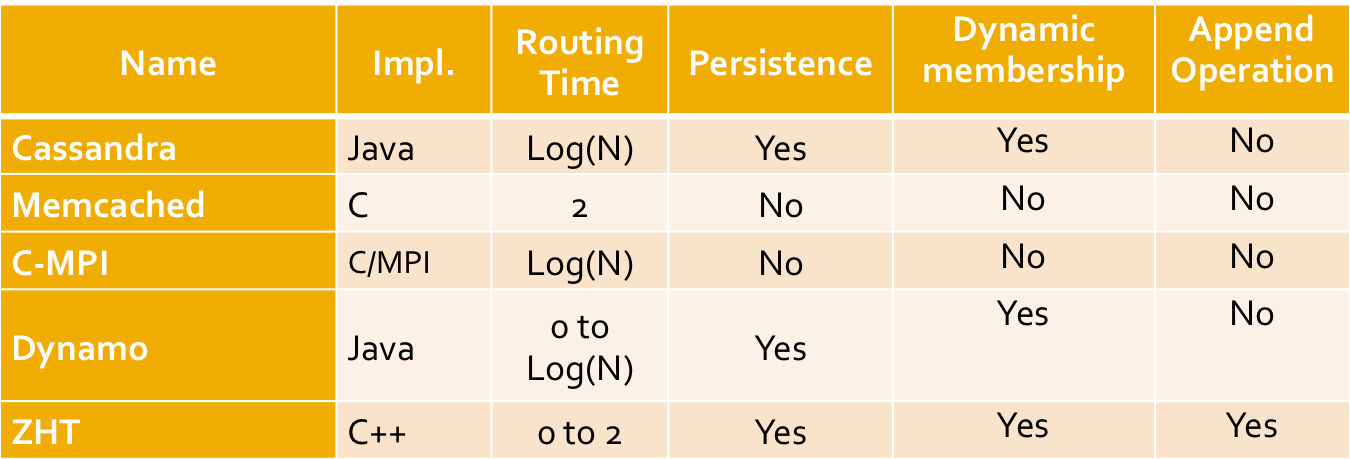 Name Impl. Routing Time Persistence Dynamic membership Append Operation
Cassandra Java Log(N) Yes Yes No
Memcached C 2 No No No
C-MPI C/MPI Log(N) No No No
Dynamo Java 0 to Log(N) Yes Yes No
ZHT C++ 0 to 2 Yes Yes Yes